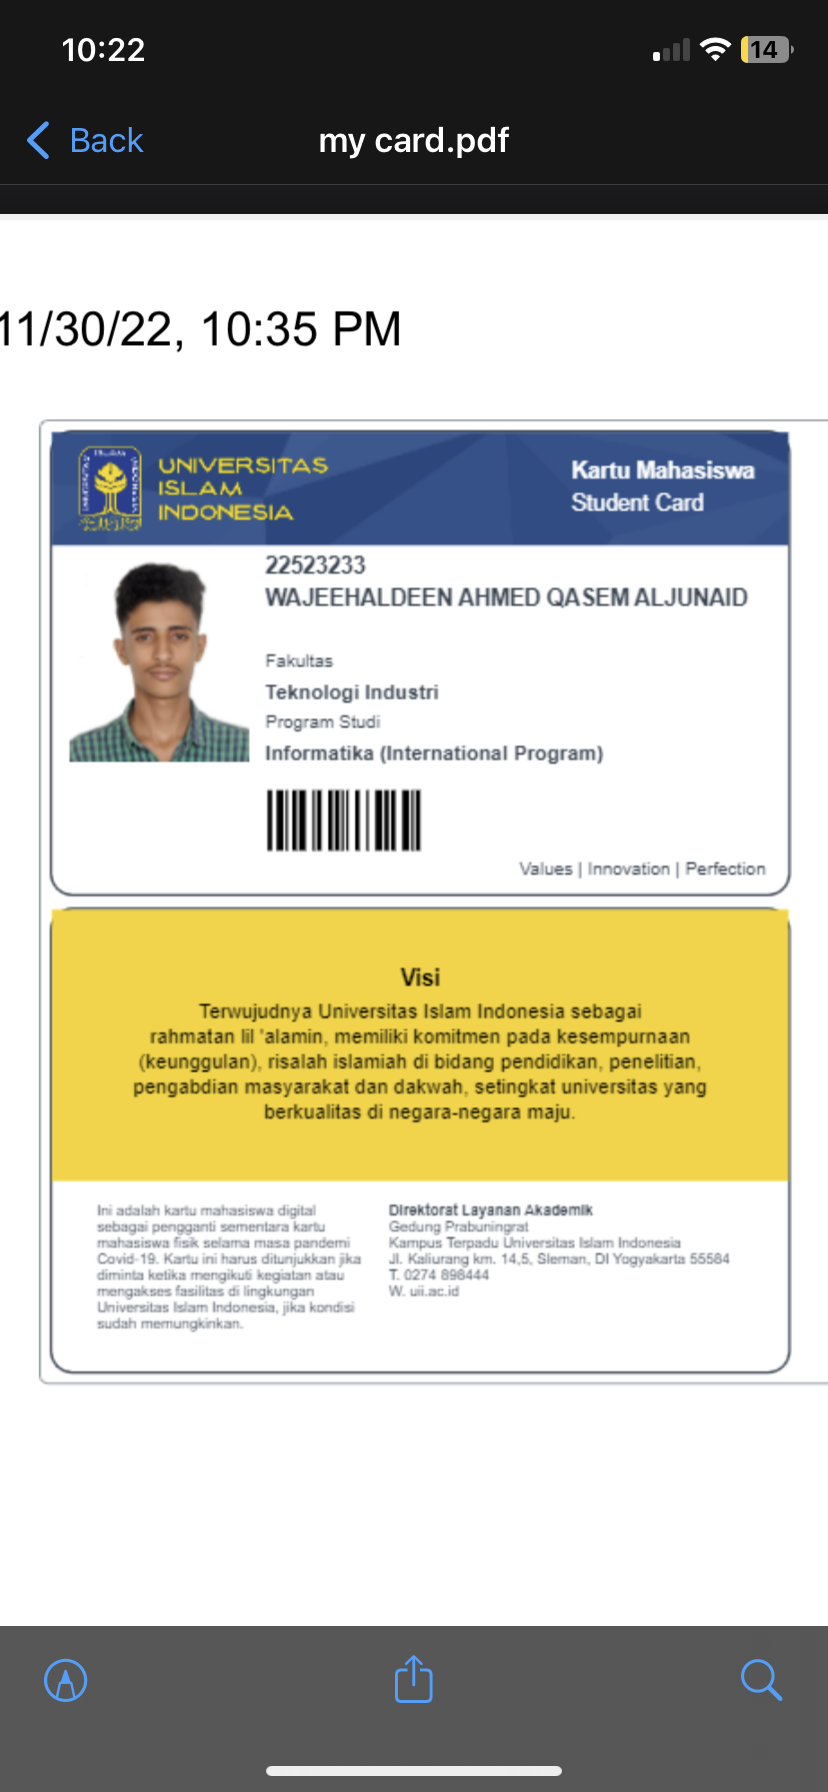 10:22
14
Back
my card.pdf
11/30/22, 10:35 PM
UNIVERSITAS
ISLAM
INDONESIA
Kartu Mahasiswa
Student Card
22523233
WAJEEHALDEEN AHMED QASEM ALJUNAID
Fakultas
Teknologi Industri
Program Studi
Informatika (International Program)
Values | Innovation | Perfection
Visi
Terwujudnya Universitas Islam Indonesia sebagai
rahmatan lil 'alamin, memiliki komitmen pada kesempurnaan
(keunggulan), risalah islamiah di bidang pendidikan, penelitian,
pengabdian masyarakat dan dakwah, setingkat universitas yang
berkualitas di negara-negara maju.
Ini adalah kartu mahasiswa digital
sebagai pengganti sementara kartu
mahasiswa fisik selama masa pandemi
Covid-19. Kartu ini harus ditunjukkan jika
diminta ketika mengikuti kegiatan atau
mengakses fasilitas di lingkungan
Universitas Islam Indonesia, jika kondisi
sudah memungkinkan.
Direktorat Layanan Akademik
Gedung Prabuningrat
Kampus Terpadu Universitas Islam Indonesia
Jl. Kaliurang km. 14,5, Sleman, DI Yogyakarta 55584
T. 0274 898444
W. uii.ac.id